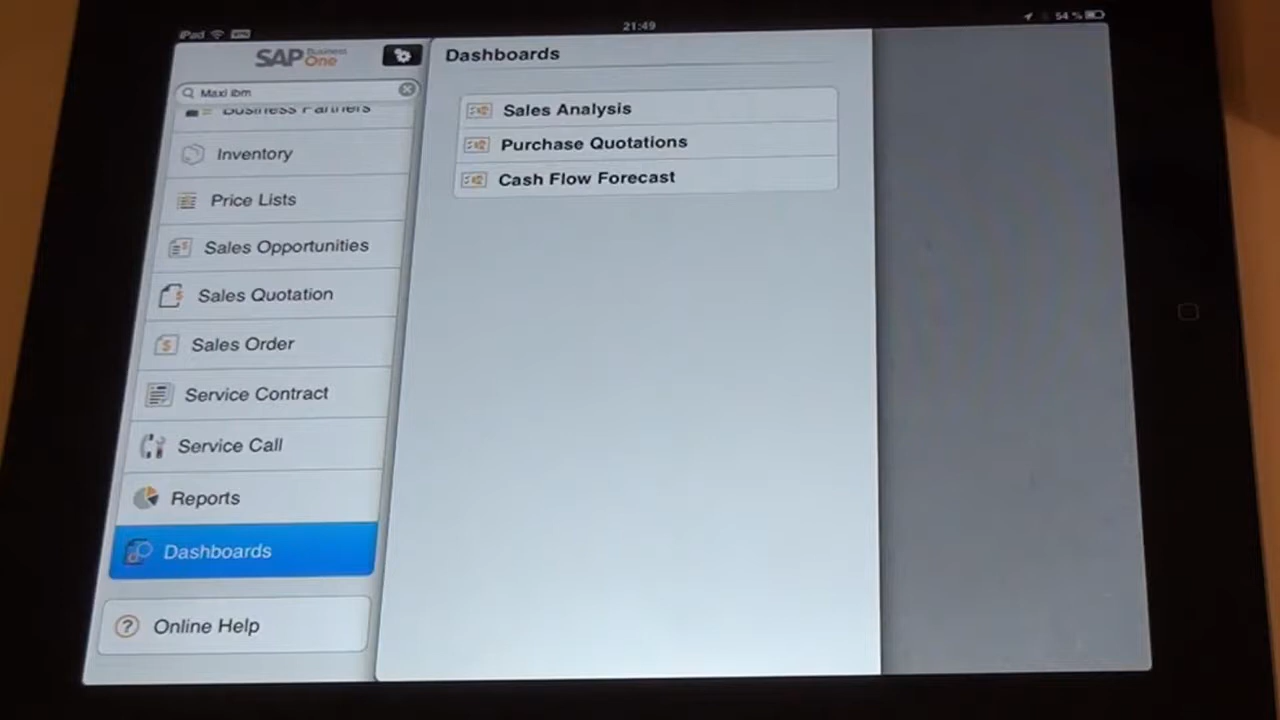 iPad
21:49
54 %
SAP Business One
Maxi ibm
Business Partners
Inventory
Price Lists
Sales Opportunities
Sales Quotation
Sales Order
Service Contract
Service Call
Reports
Dashboards
Online Help
Dashboards
Sales Analysis
Purchase Quotations
Cash Flow Forecast